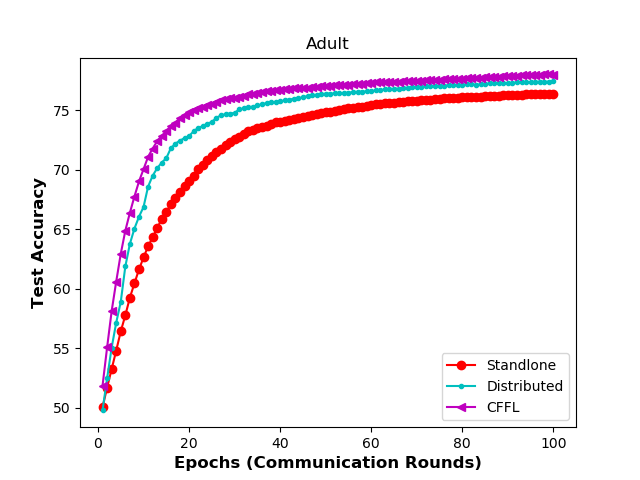 Adult
Test Accuracy
75
70
65
60
55
50
0 20 40 60 80 100
Epochs (Communication Rounds)
Standlone
Distributed
CFFL